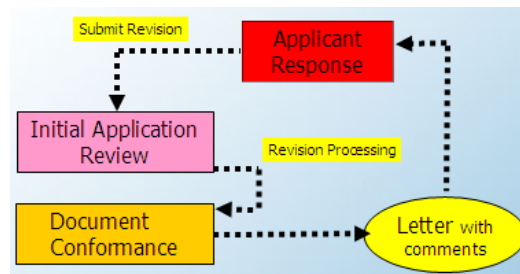 Submit Revision
Applicant
Response
Initial Application
Review
Revision Processing
Document
Conformance
Letter with
comments